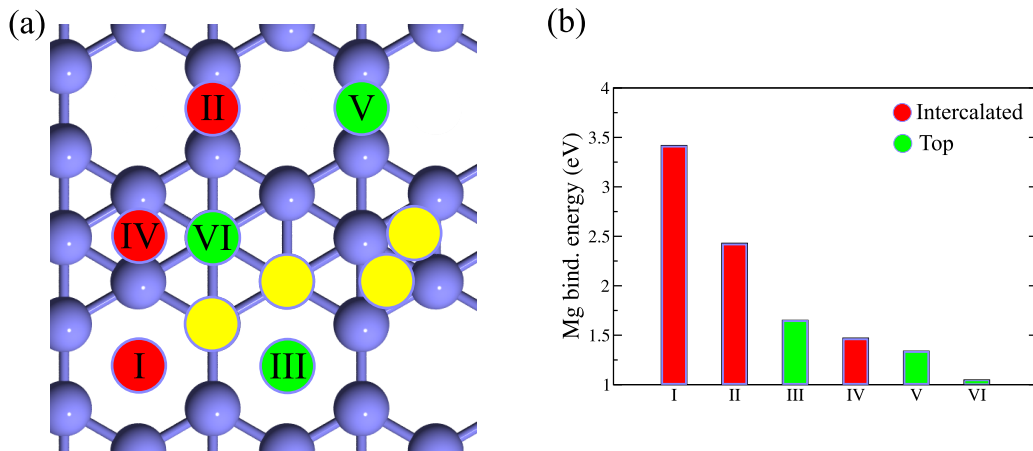 (a)
II
V
IV
VI
I
III
(b)
Mg bind. energy (eV)
4
3.5
3
2.5
2
1.5
1
Intercalated
Top
I
II
III
IV
V
VI